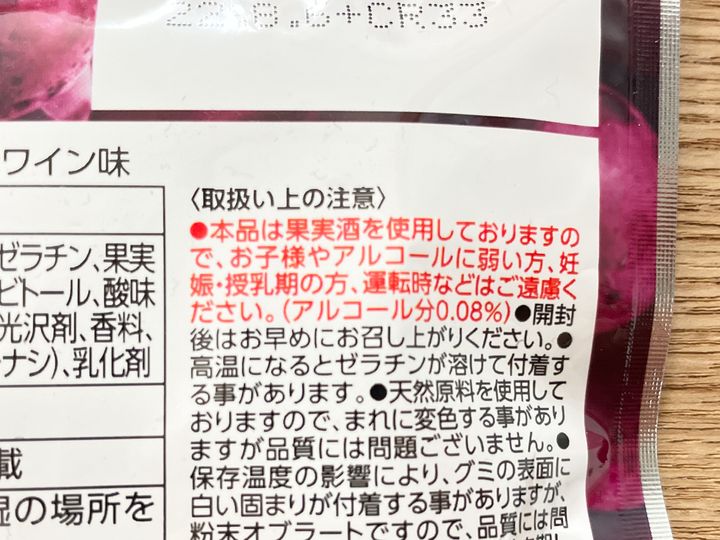 22.8.6+CR33
ワイン味
ゼラチン、果実
ビトール、酸味
光沢剤、香料、
ナシ)、乳化剤
載
湿の場所を
〈取扱い上の注意〉
●本品は果実酒を使用しておりますの
で、お子様やアルコールに弱い方、妊
娠・授乳期の方、運転時などはご遠慮く
ださい。(アルコール分0.08%)●開封
後はお早めにお召し上がりください。●
高温になるとゼラチンが溶けて付着す
る事があります。●天然原料を使用して
おりますので、まれに変色する事があり
ますが品質には問題ございません。●
保存温度の影響により、グミの表面に
白い固まりが付着する事がありますが、
粉末オブラートですので、品質には問